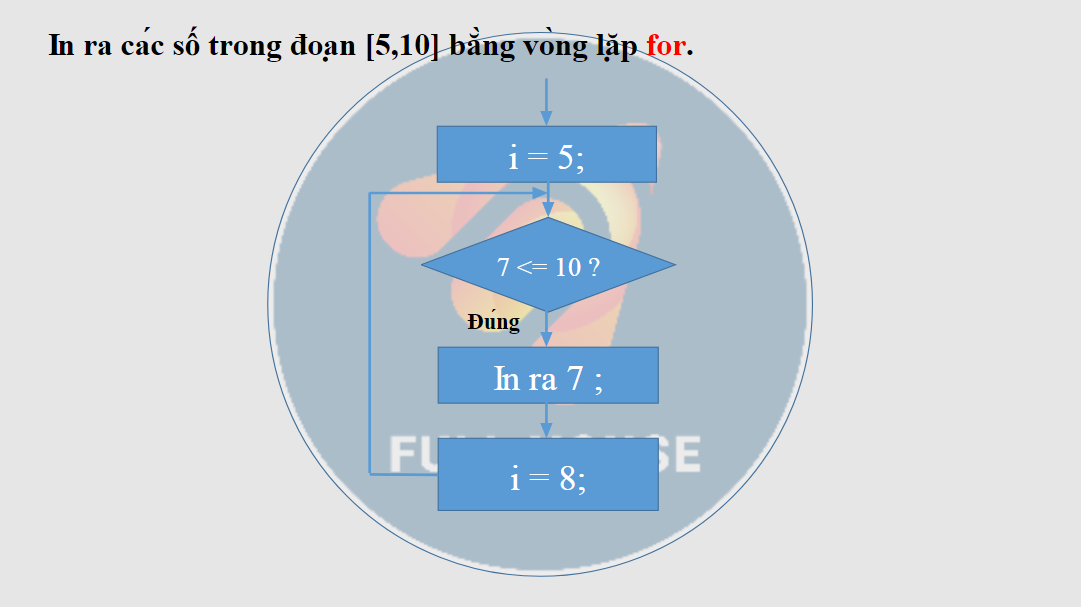 In ra các số trong đoạn [5,10] bằng vòng lặp for.
i = 5;
7 <= 10 ?
Đúng
In ra 7 ;
i = 8;